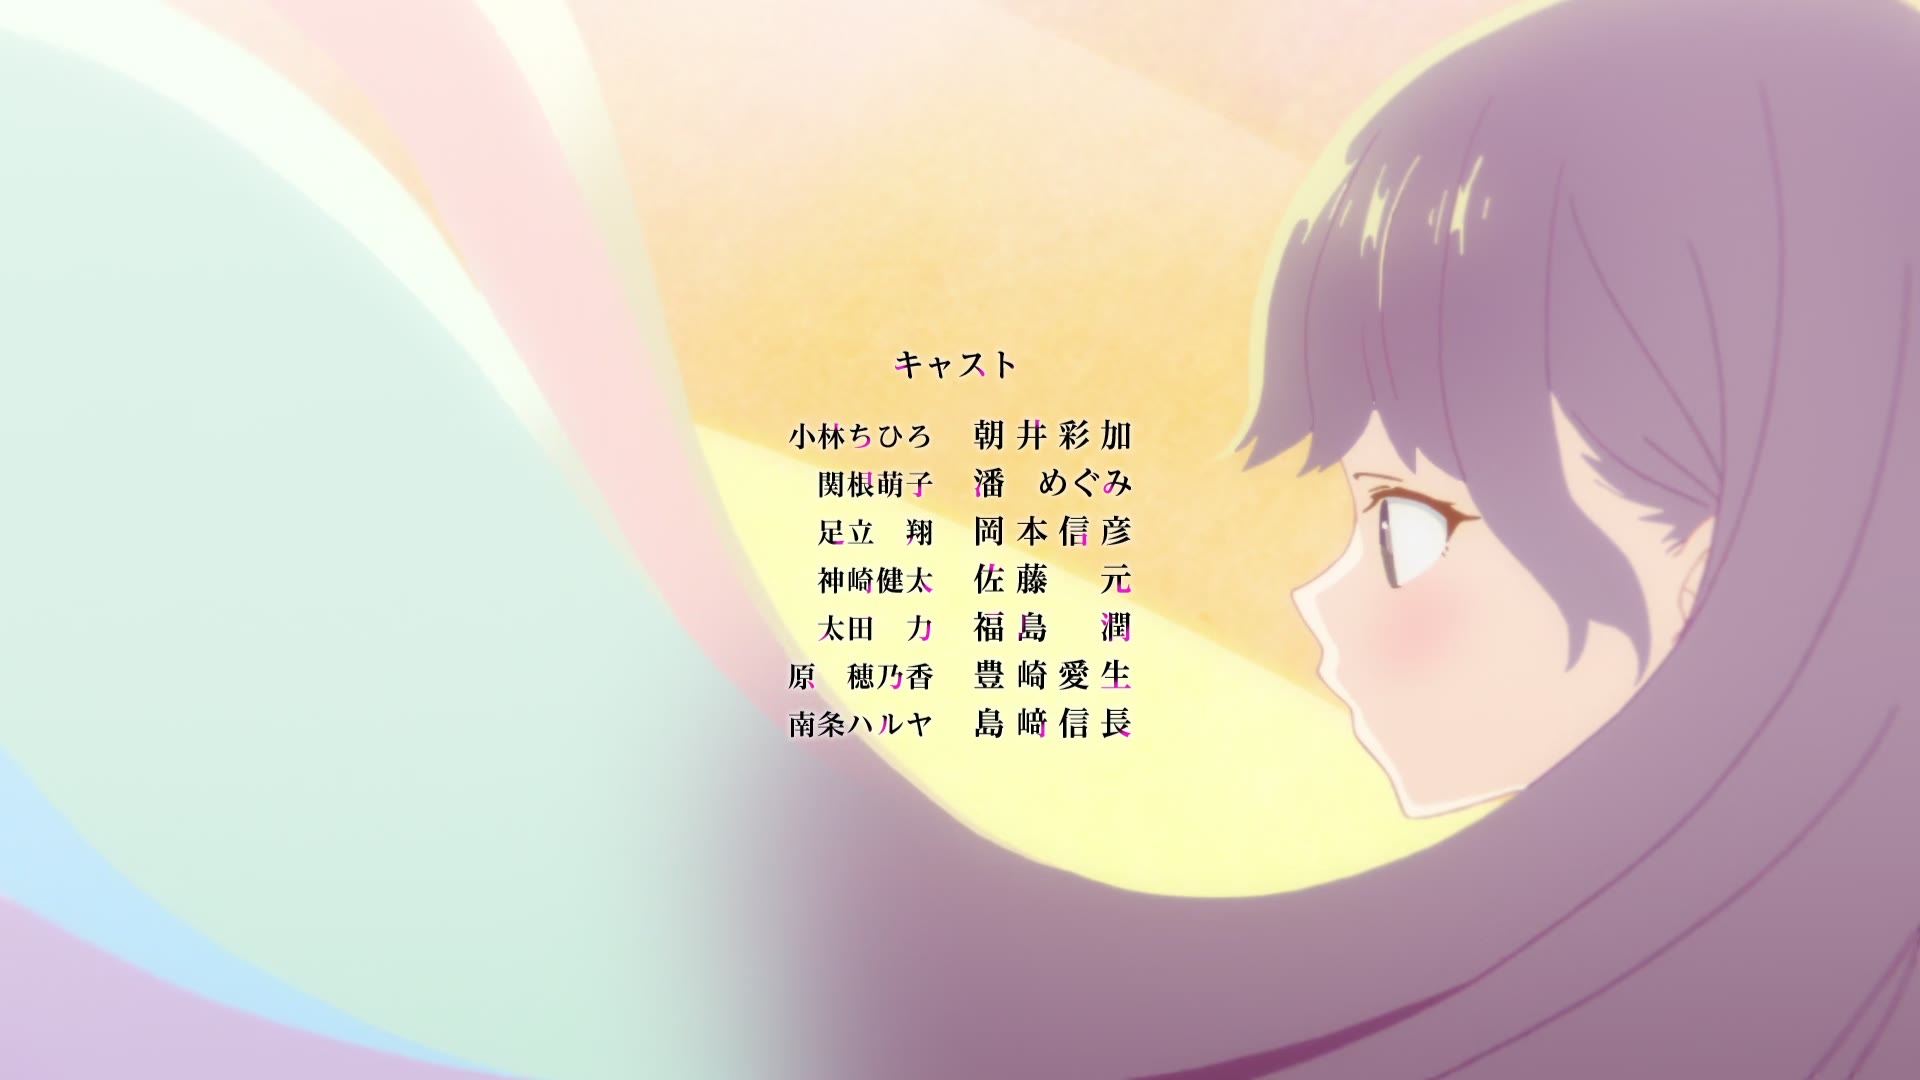 キャスト
小林ちひろ　朝井彩加
関根萌子　潘　めぐみ
足立　翔　岡本信彦
神崎健太　佐藤　元
太田　力　福島　潤
原　穂乃香　豊崎愛生
南条ハルヤ　島﨑信長